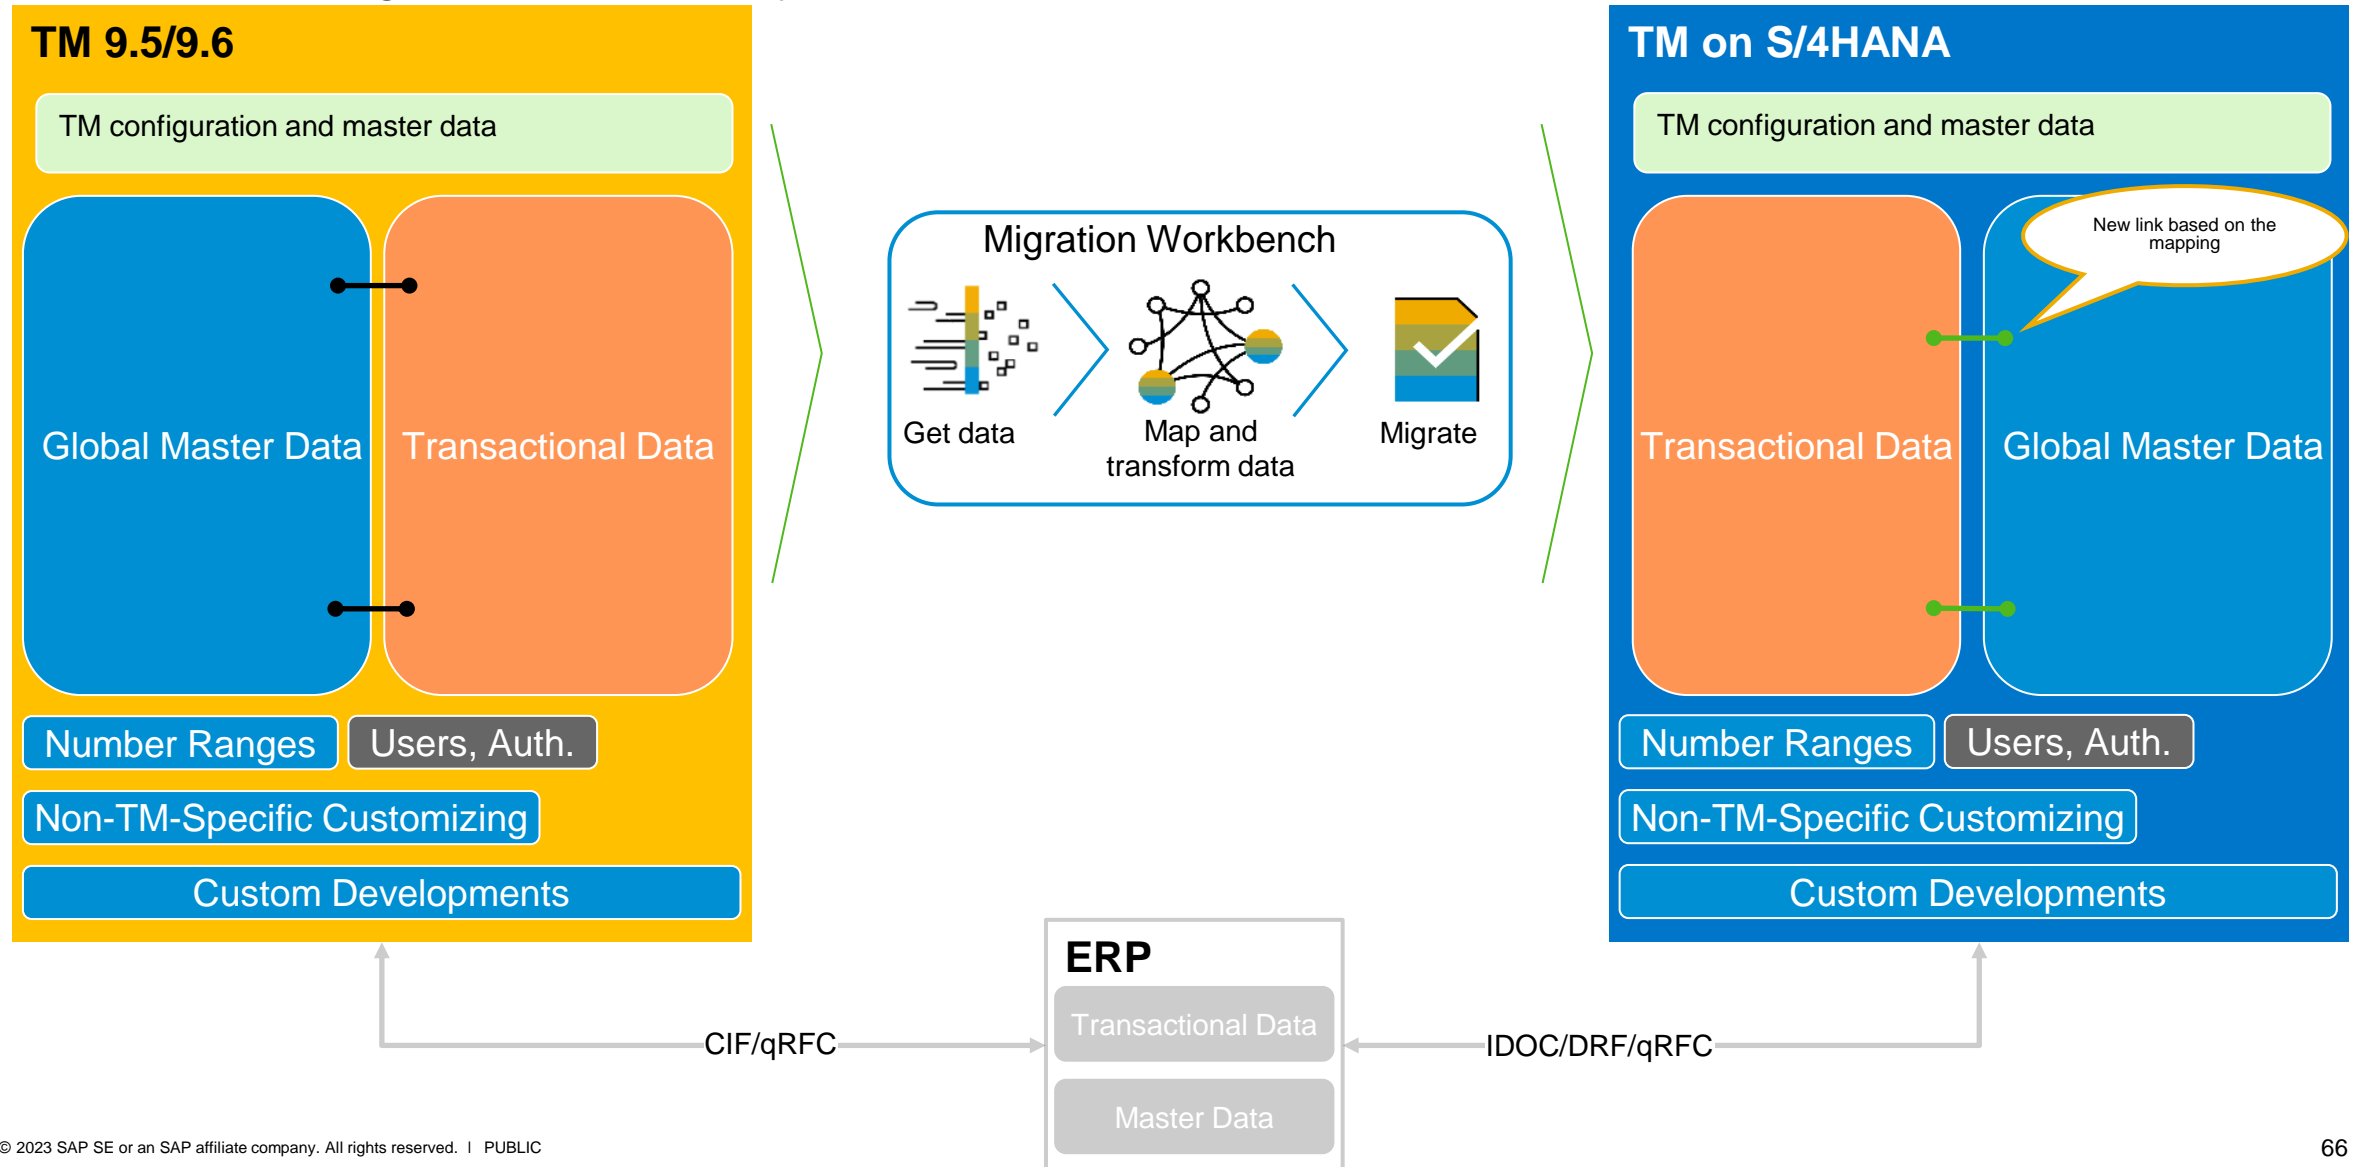 TM 9.5/9.6
TM configuration and master data
Global Master Data
Transactional Data
Number Ranges
Users, Auth.
Non-TM-Specific Customizing
Custom Developments
Migration Workbench
Get data
Map and
transform data
Migrate
TM on S/4HANA
TM configuration and master data
New link based on the
mapping
Transactional Data
Global Master Data
Number Ranges
Users, Auth.
Non-TM-Specific Customizing
Custom Developments
ERP
Transactional Data
Master Data
CIF/qRFC
IDOC/DRF/qRFC
© 2023 SAP SE or an SAP affiliate company. All rights reserved. | PUBLIC
66